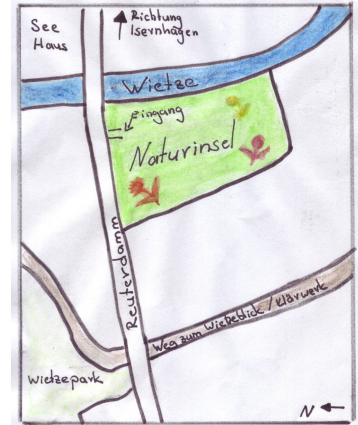 See
Haus
Richtung
Isernhagen
Wietze
Eingang
Naturinsel
Reuterdamm
Weg zum Wietzeblick / Klärwerk
Wietzepark
N